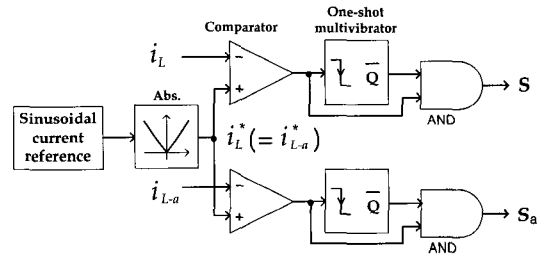 Comparator
One-shot
multivibrator
i_L
−
+
Q̅
AND
S
Abs.
Sinusoidal
current
reference
i_L^* (= i_{L-a}^*)
i_{L-a}
−
+
Q̅
AND
S_a